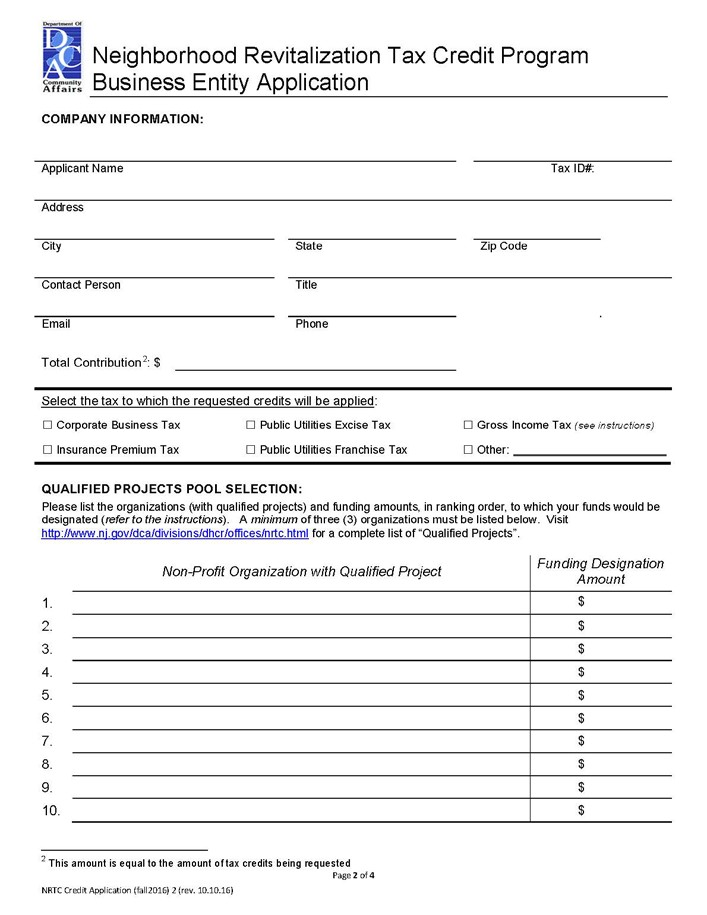 Department Of
DCA
Community
Affairs
Neighborhood Revitalization Tax Credit Program
Business Entity Application
COMPANY INFORMATION:
Applicant Name Tax ID#:
Address
City State Zip Code
Contact Person Title
Email Phone
Total Contribution²: $
Select the tax to which the requested credits will be applied:
☐ Corporate Business Tax ☐ Public Utilities Excise Tax ☐ Gross Income Tax (see instructions)
☐ Insurance Premium Tax ☐ Public Utilities Franchise Tax ☐ Other:
QUALIFIED PROJECTS POOL SELECTION:
Please list the organizations (with qualified projects) and funding amounts, in ranking order, to which your funds would be
designated (refer to the instructions). A minimum of three (3) organizations must be listed below. Visit
http://www.nj.gov/dca/divisions/dhcr/offices/nrtc.html for a complete list of “Qualified Projects”.
Non-Profit Organization with Qualified Project Funding Designation
Amount
1. $
2. $
3. $
4. $
5. $
6. $
7. $
8. $
9. $
10. $
² This amount is equal to the amount of tax credits being requested
Page 2 of 4
NRTC Credit Application (fall2016) 2 (rev. 10.10.16)